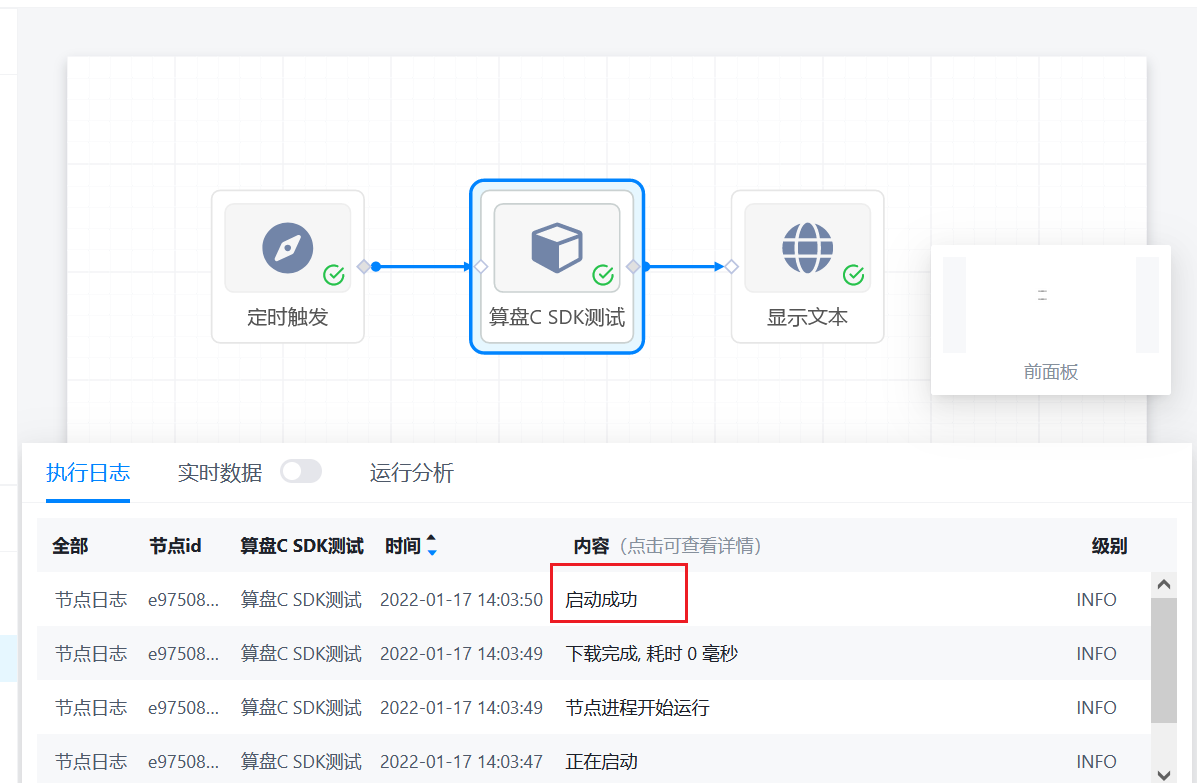 定时触发
算盘C SDK测试
显示文本
前面板
执行日志 实时数据 运行分析
全部 节点id 算盘C SDK测试 时间 内容 (点击可查看详情) 级别
节点日志 e97508... 算盘C SDK测试 2022-01-17 14:03:50 启动成功 INFO
节点日志 e97508... 算盘C SDK测试 2022-01-17 14:03:49 下载完成, 耗时 0 毫秒 INFO
节点日志 e97508... 算盘C SDK测试 2022-01-17 14:03:49 节点进程开始运行 INFO
节点日志 e97508... 算盘C SDK测试 2022-01-17 14:03:47 正在启动 INFO